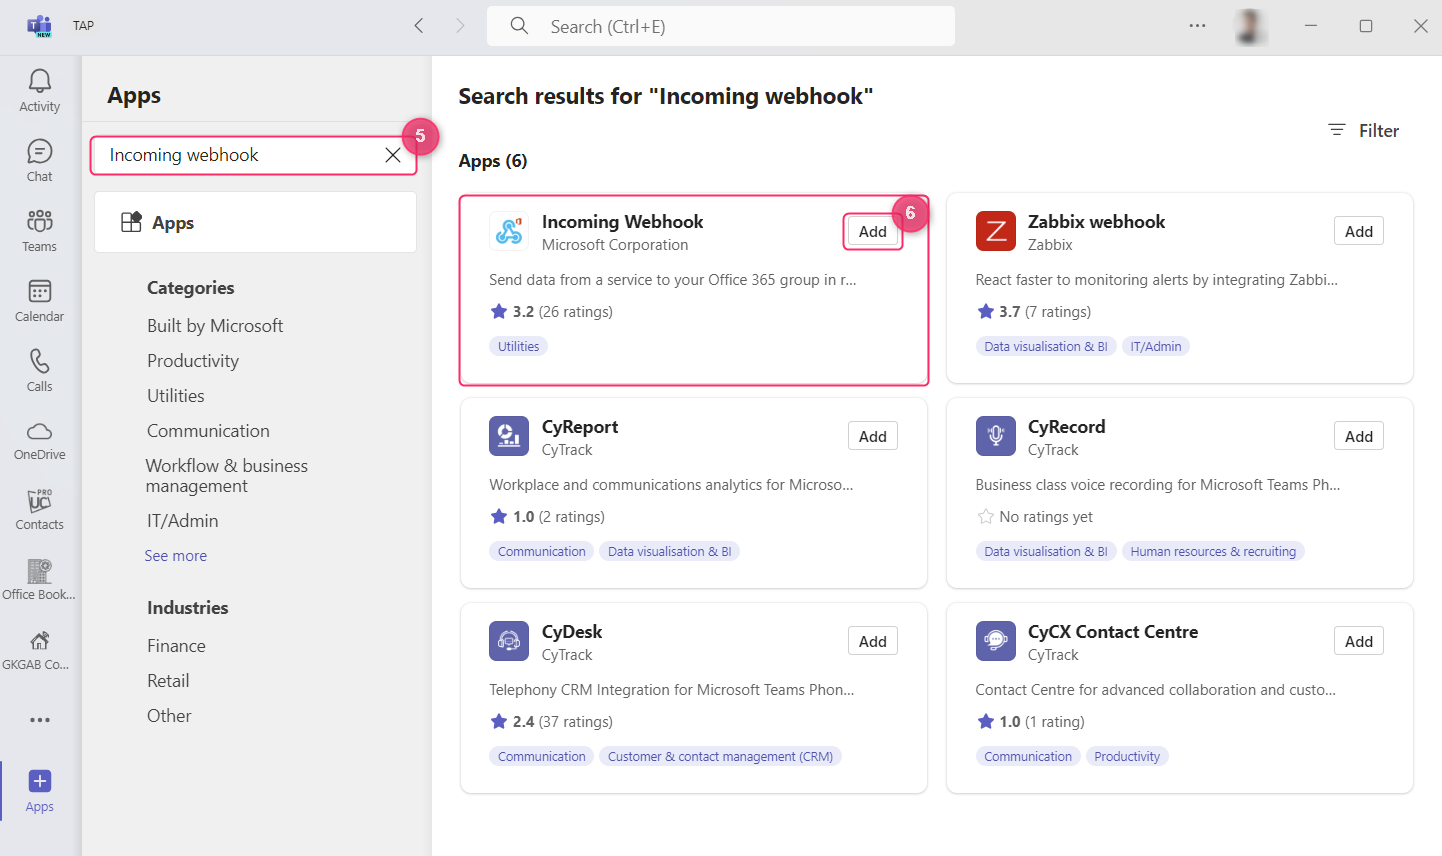 NEW
TAP
Search (Ctrl+E)
Activity
Chat
Teams
Calendar
Calls
OneDrive
PRO
UC
Contacts
Office Book...
GKGAB Co...
Apps
Apps
5
Incoming webhook
Apps
Categories
Built by Microsoft
Productivity
Utilities
Communication
Workflow & business
management
IT/Admin
See more
Industries
Finance
Retail
Other
Search results for "Incoming webhook"
Filter
Apps (6)
6
Incoming Webhook
Add
Microsoft Corporation
Send data from a service to your Office 365 group in r...
3.2 (26 ratings)
Utilities
Zabbix webhook
Add
Zabbix
React faster to monitoring alerts by integrating Zabbi...
3.7 (7 ratings)
Data visualisation & BI IT/Admin
CyReport
Add
CyTrack
Workplace and communications analytics for Microso...
1.0 (2 ratings)
Communication Data visualisation & BI
CyRecord
Add
CyTrack
Business class voice recording for Microsoft Teams Ph...
No ratings yet
Data visualisation & BI Human resources & recruiting
CyDesk
Add
CyTrack
Telephony CRM Integration for Microsoft Teams Phon...
2.4 (37 ratings)
Communication Customer & contact management (CRM)
CyCX Contact Centre
Add
CyTrack
Contact Centre for advanced collaboration and custo...
1.0 (1 rating)
Communication Productivity